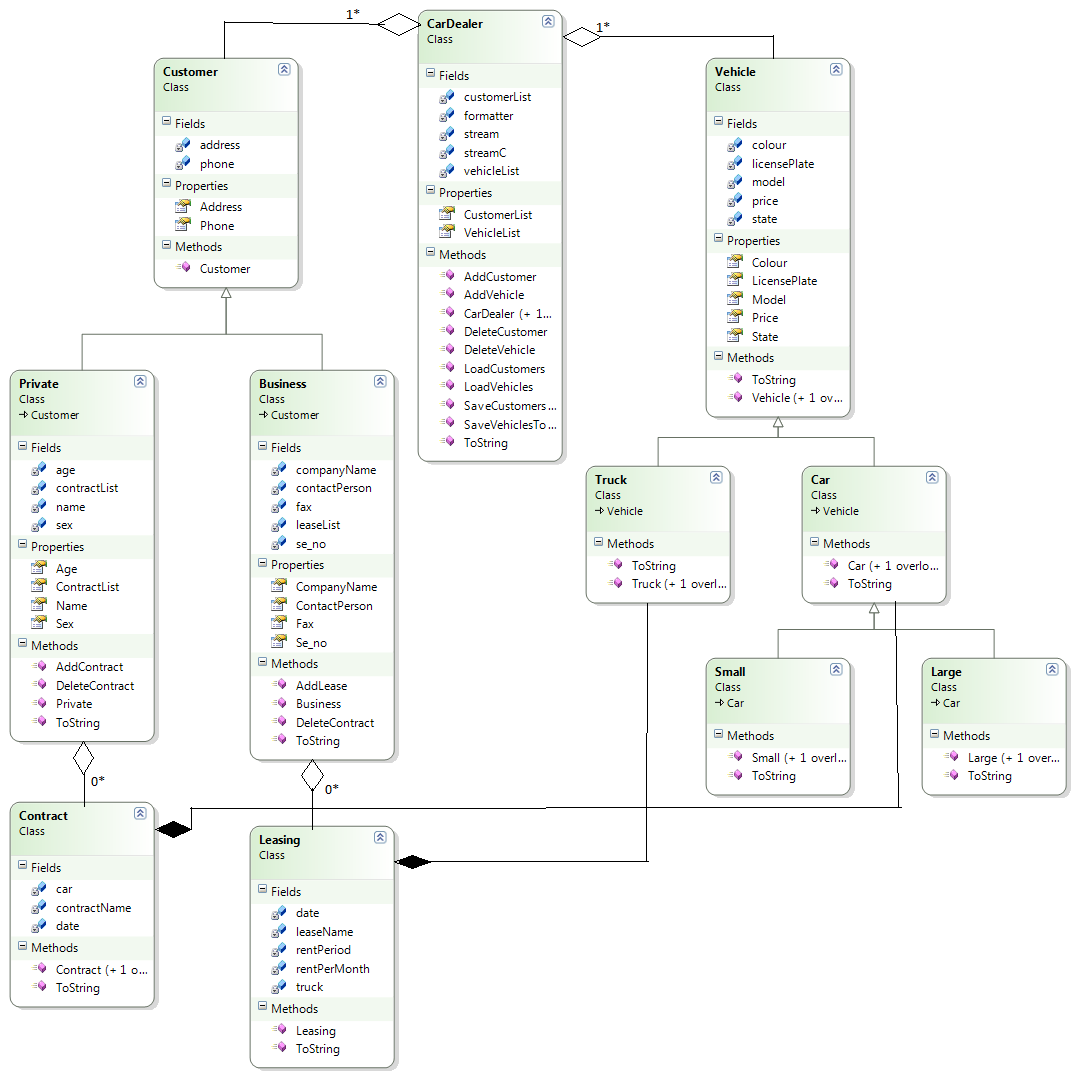 1*
CarDealer
Class
Fields
customerList
formatter
stream
streamC
vehicleList
Properties
CustomerList
VehicleList
Methods
AddCustomer
AddVehicle
CarDealer (+ 1...
DeleteCustomer
DeleteVehicle
LoadCustomers
LoadVehicles
SaveCustomers...
SaveVehiclesTo...
ToString
1*
Customer
Class
Fields
address
phone
Properties
Address
Phone
Methods
Customer
Vehicle
Class
Fields
colour
licensePlate
model
price
state
Properties
Colour
LicensePlate
Model
Price
State
Methods
ToString
Vehicle (+ 1 ov...
Private
Class
Customer
Fields
age
contractList
name
sex
Properties
Age
ContractList
Name
Sex
Methods
AddContract
DeleteContract
Private
ToString
0*
Business
Class
Customer
Fields
companyName
contactPerson
fax
leaseList
se_no
Properties
CompanyName
ContactPerson
Fax
Se_no
Methods
AddLease
Business
DeleteContract
ToString
0*
Truck
Class
Vehicle
Methods
ToString
Truck (+ 1 overl...
Car
Class
Vehicle
Methods
Car (+ 1 overlo...
ToString
Small
Class
Car
Methods
Small (+ 1 overl...
ToString
Large
Class
Car
Methods
Large (+ 1 over...
ToString
Contract
Class
Fields
car
contractName
date
Methods
Contract (+ 1 o...
ToString
Leasing
Class
Fields
date
leaseName
rentPeriod
rentPerMonth
truck
Methods
Leasing
ToString